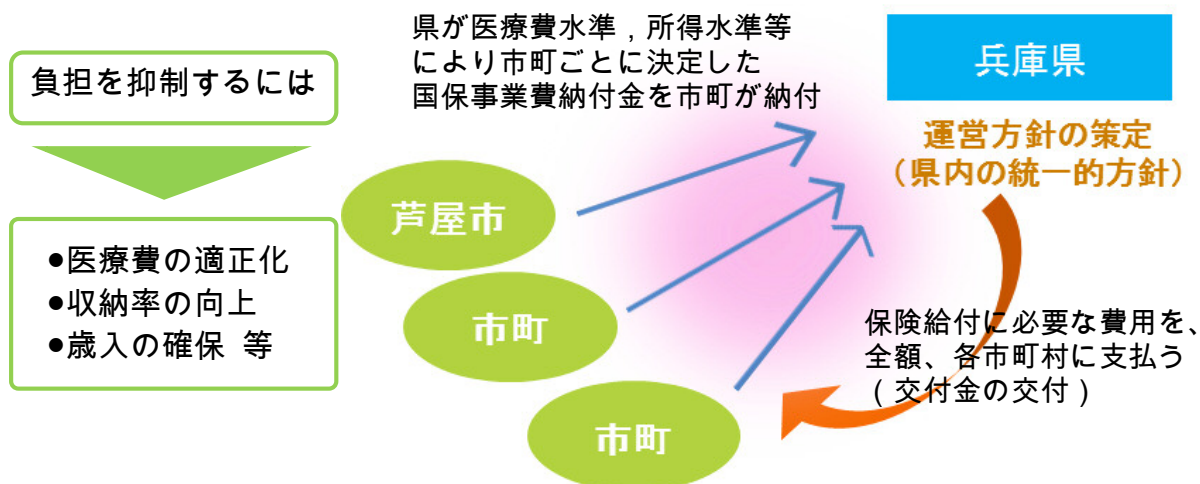 負担を抑制するには
●医療費の適正化
●収納率の向上
●歳入の確保 等
県が医療費水準，所得水準等
により市町ごとに決定した
国保事業費納付金を市町が納付
芦屋市
市町
市町
兵庫県
運営方針の策定
（県内の統一的方針）
保険給付に必要な費用を、
全額、各市町村に支払う
（交付金の交付）